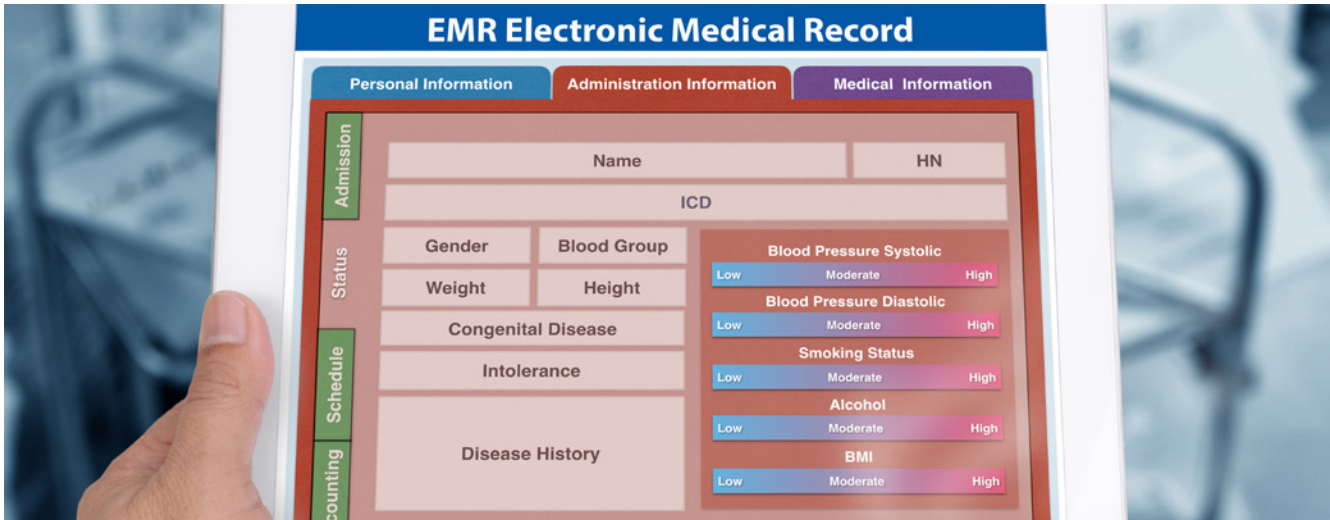 EMR Electronic Medical Record
Personal Information
Administration Information
Medical Information
Admission
Status
Schedule
Name
HN
ICD
Gender
Blood Group
Weight
Height
Congenital Disease
Intolerance
Disease History
Blood Pressure Systolic
Low Moderate High
Blood Pressure Diastolic
Low Moderate High
Smoking Status
Low Moderate High
Alcohol
Low Moderate High
BMI
Low Moderate High